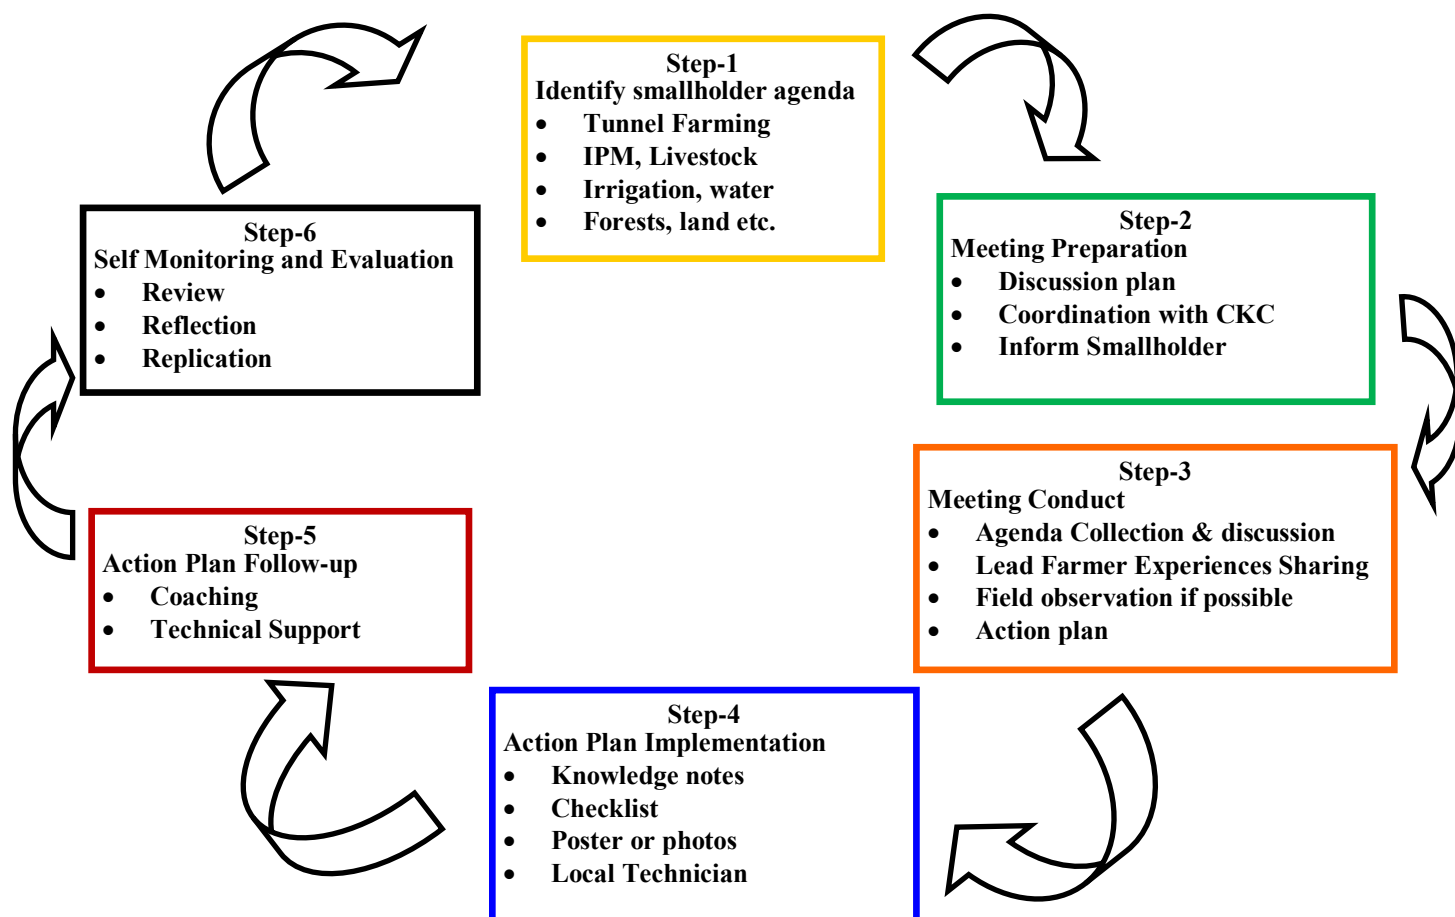 Step-1
Identify smallholder agenda
• Tunnel Farming
• IPM, Livestock
• Irrigation, water
• Forests, land etc.
Step-2
Meeting Preparation
• Discussion plan
• Coordination with CKC
• Inform Smallholder
Step-3
Meeting Conduct
• Agenda Collection & discussion
• Lead Farmer Experiences Sharing
• Field observation if possible
• Action plan
Step-4
Action Plan Implementation
• Knowledge notes
• Checklist
• Poster or photos
• Local Technician
Step-5
Action Plan Follow-up
• Coaching
• Technical Support
Step-6
Self Monitoring and Evaluation
• Review
• Reflection
• Replication